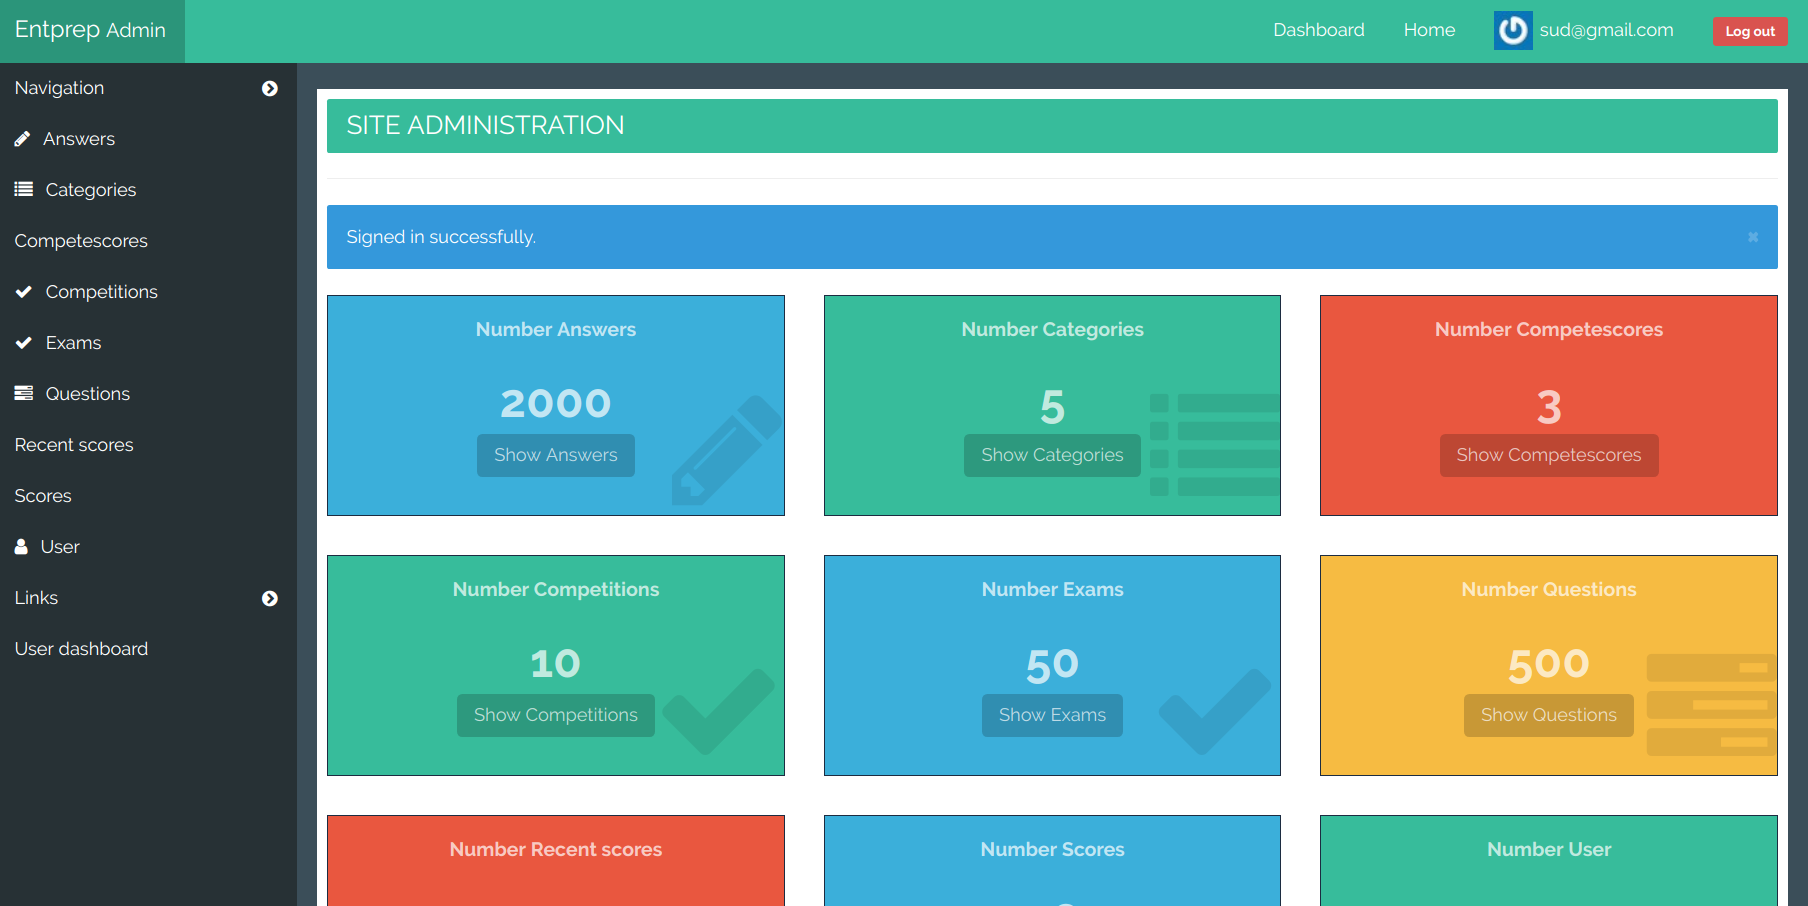 Entprep Admin
Dashboard
Home
sud@gmail.com
Log out
Navigation
Answers
Categories
Competescores
Competitions
Exams
Questions
Recent scores
Scores
User
Links
User dashboard
SITE ADMINISTRATION
Signed in successfully.
×
Number Answers
2000
Show Answers
Number Categories
5
Show Categories
Number Competescores
3
Show Competescores
Number Competitions
10
Show Competitions
Number Exams
50
Show Exams
Number Questions
500
Show Questions
Number Recent scores
Number Scores
Number User